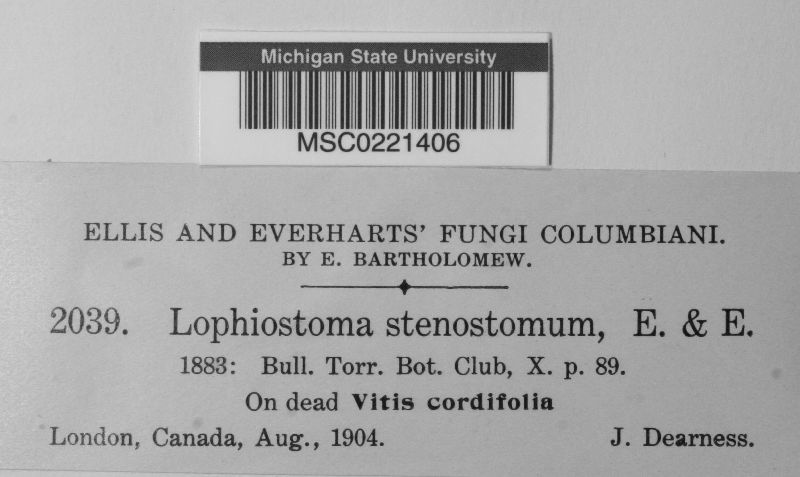 Michigan State University
MSC0221406
ELLIS AND EVERHARTS' FUNGI COLUMBIANI.
BY E. BARTHOLOMEW.
2039. Lophiostoma stenostomum, E. & E.
1883: Bull. Torr. Bot. Club, X. p. 89.
On dead Vitis cordifolia
London, Canada, Aug., 1904. J. Dearness.